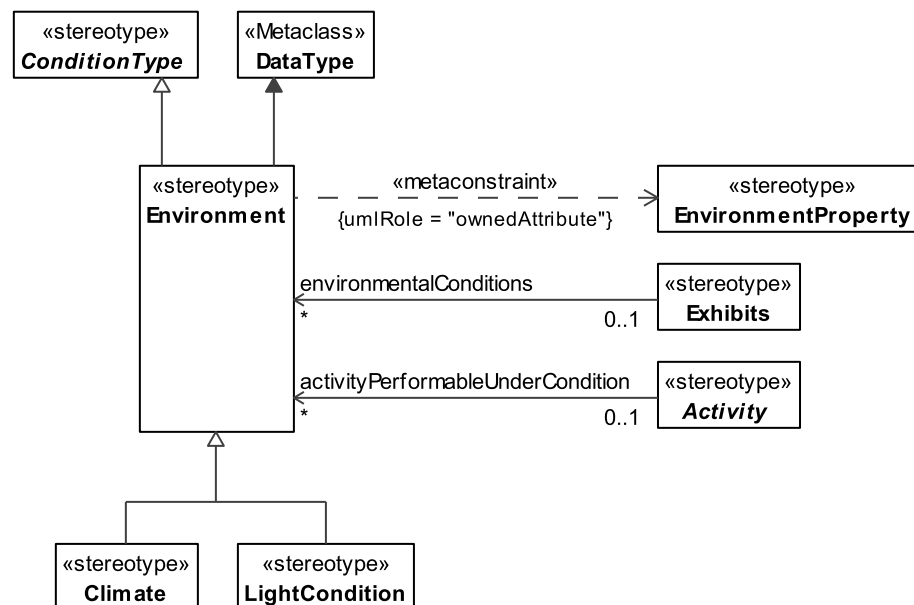 «stereotype»
ConditionType
«Metaclass»
DataType
«stereotype»
Environment
«metaconstraint»
{umlRole = "ownedAttribute"}
«stereotype»
EnvironmentProperty
environmentalConditions
*
0..1
«stereotype»
Exhibits
activityPerformableUnderCondition
*
0..1
«stereotype»
Activity
«stereotype»
Climate
«stereotype»
LightCondition